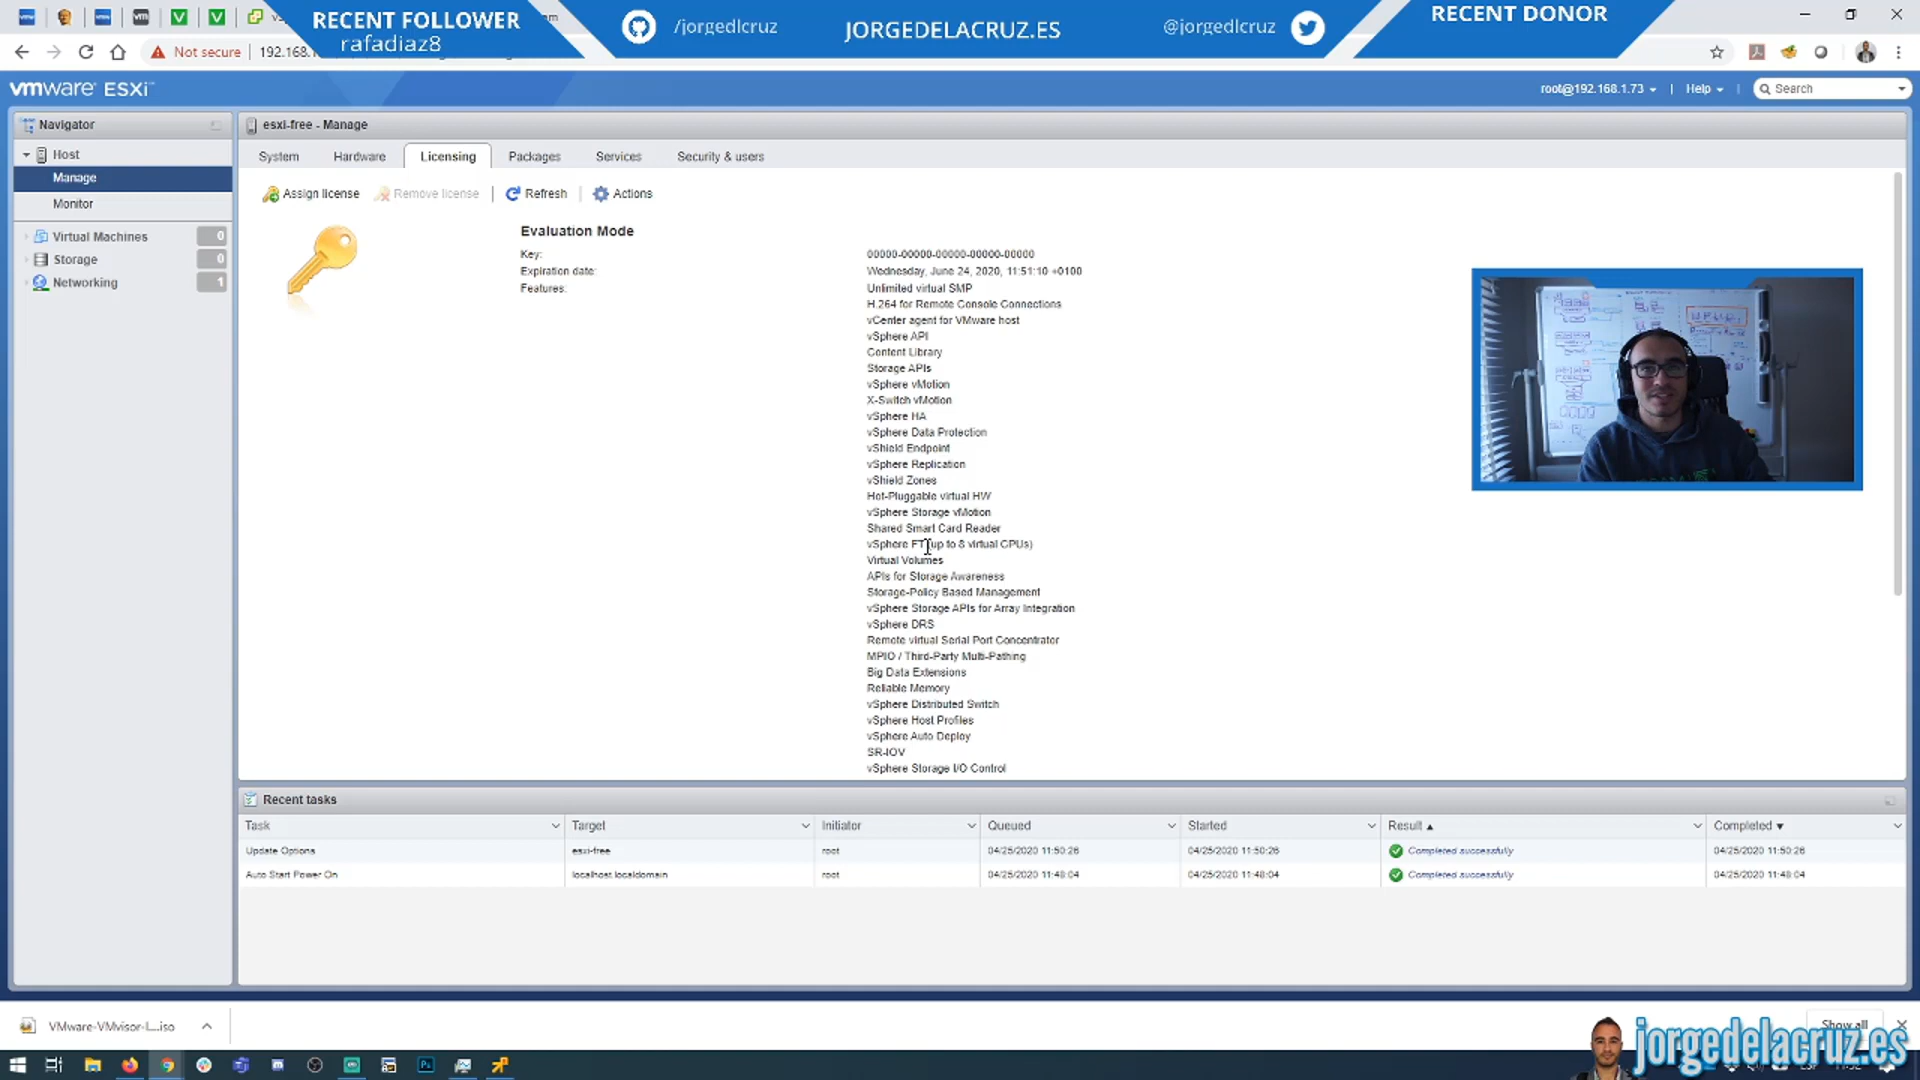 RECENT FOLLOWER
rafadiaz8
/jorgedlcruz
JORGEDELACRUZ.ES
@jorgedlcruz
RECENT DONOR
Not secure
192.168.
vmware ESXi
root@192.168.1.73
Help
Search
Navigator
esxi-free - Manage
Host
Manage
Monitor
Virtual Machines 0
Storage 0
Networking 1
System
Hardware
Licensing
Packages
Services
Security & users
Assign license
Remove license
Refresh
Actions
Evaluation Mode
Key: 00000-00000-00000-00000-00000
Expiration date: Wednesday, June 24, 2020, 11:51:10 +0100
Features: Unlimited virtual SMP
H.264 for Remote Console Connections
vCenter agent for VMware host
vSphere API
Content Library
Storage APIs
vSphere vMotion
X-Switch vMotion
vSphere HA
vSphere Data Protection
vShield Endpoint
vSphere Replication
vShield Zones
Hot-Pluggable virtual HW
vSphere Storage vMotion
Shared Smart Card Reader
vSphere FT (up to 8 virtual CPUs)
Virtual Volumes
APIs for Storage Awareness
Storage-Policy Based Management
vSphere Storage APIs for Array Integration
vSphere DRS
Remote virtual Serial Port Concentrator
MPIO / Third-Party Multi-Pathing
Big Data Extensions
Reliable Memory
vSphere Distributed Switch
vSphere Host Profiles
vSphere Auto Deploy
SR-IOV
vSphere Storage I/O Control
Recent tasks
Task Target Initiator Queued Started Result Completed
Update Options esxi-free root 04/25/2020 11:50:26 04/25/2020 11:50:26 Completed successfully 04/25/2020 11:50:26
Auto Start Power On localhost.localdomain root 04/25/2020 11:48:04 04/25/2020 11:48:04 Completed successfully 04/25/2020 11:48:04
VMware-VMvisor-I....iso
Show all
jorgedelacruz.es